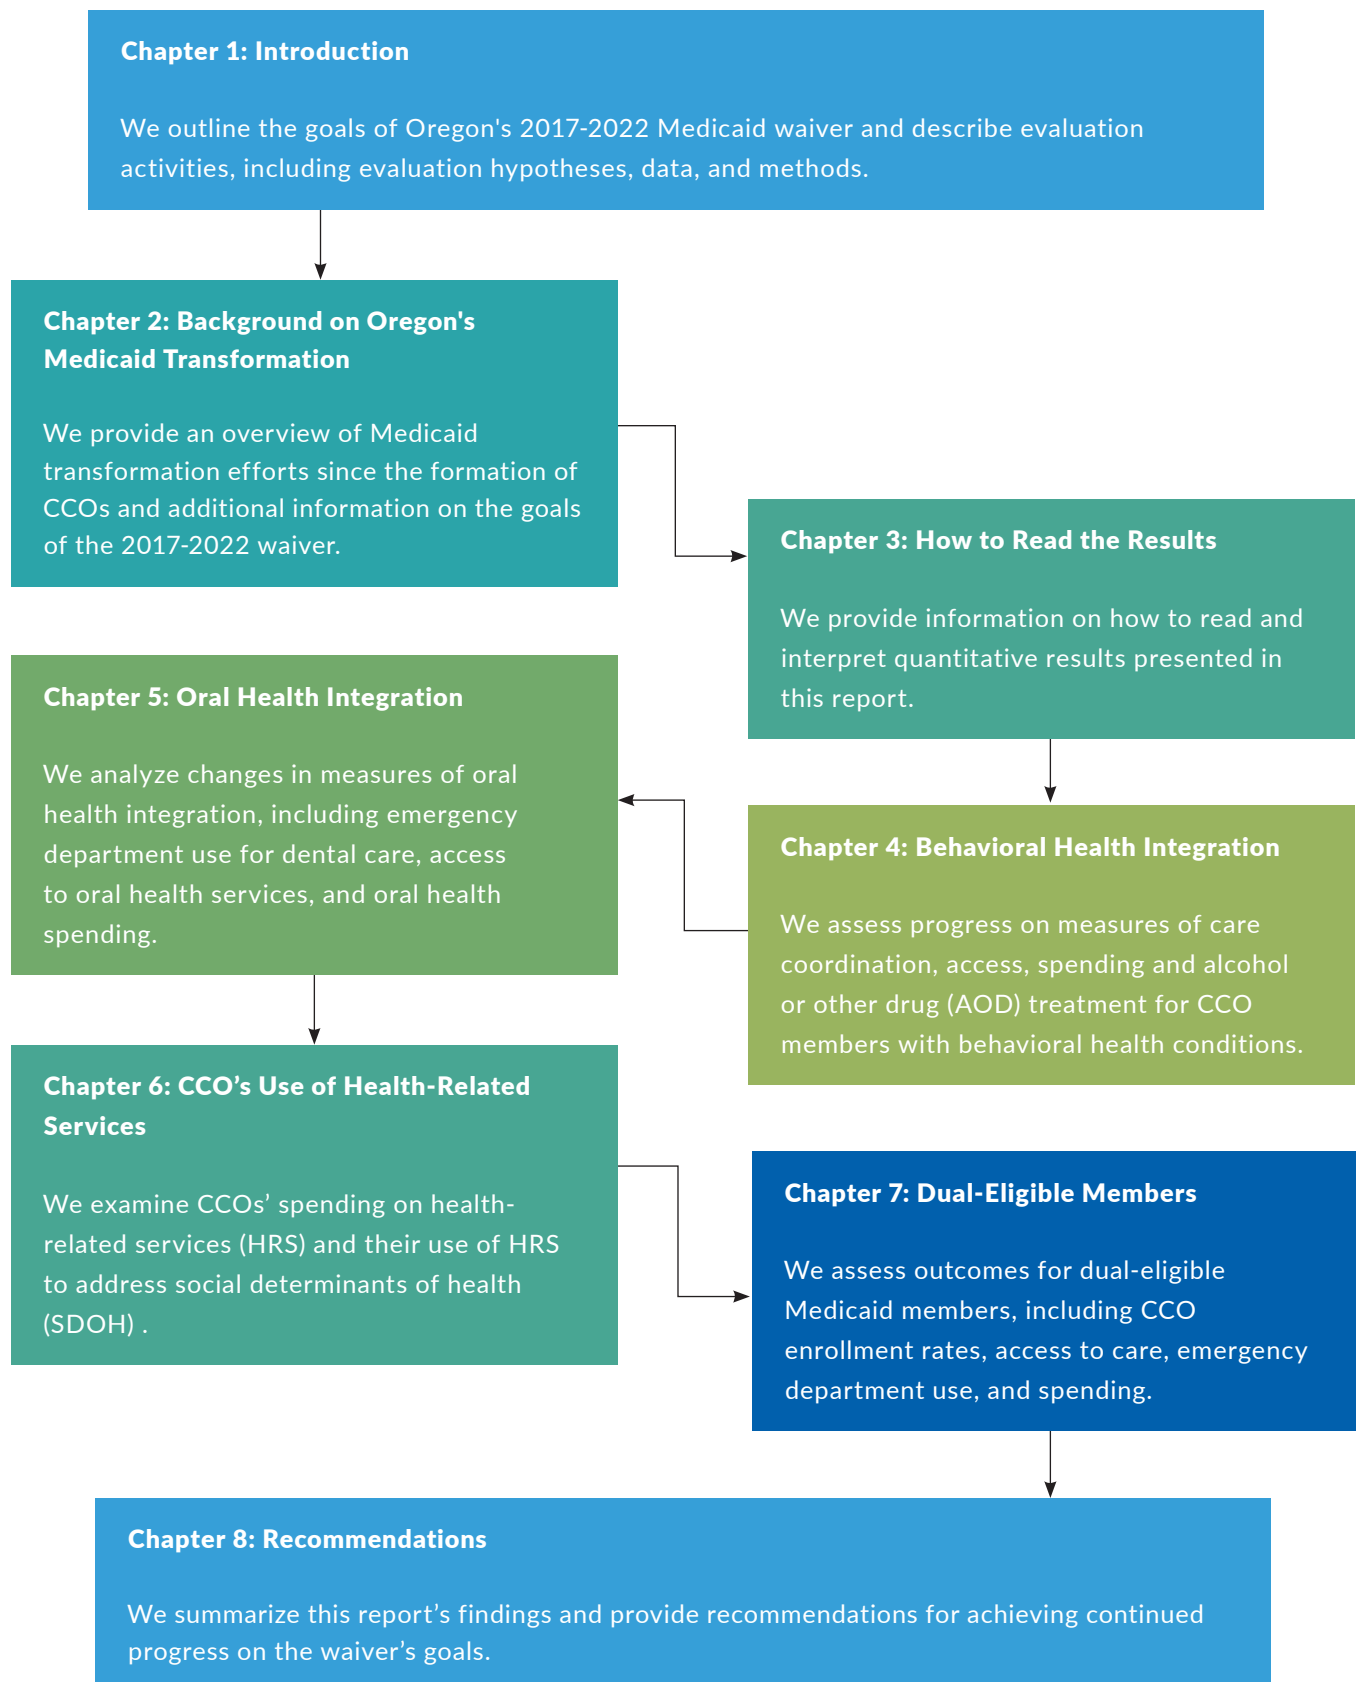 Chapter 1: Introduction
We outline the goals of Oregon's 2017-2022 Medicaid waiver and describe evaluation
activities, including evaluation hypotheses, data, and methods.
Chapter 2: Background on Oregon's
Medicaid Transformation
We provide an overview of Medicaid
transformation efforts since the formation of
CCOs and additional information on the goals
of the 2017-2022 waiver.
Chapter 3: How to Read the Results
We provide information on how to read and
interpret quantitative results presented in
this report.
Chapter 4: Behavioral Health Integration
We assess progress on measures of care
coordination, access, spending and alcohol
or other drug (AOD) treatment for CCO
members with behavioral health conditions.
Chapter 5: Oral Health Integration
We analyze changes in measures of oral
health integration, including emergency
department use for dental care, access
to oral health services, and oral health
spending.
Chapter 6: CCO’s Use of Health-Related
Services
We examine CCOs’ spending on health-
related services (HRS) and their use of HRS
to address social determinants of health
(SDOH) .
Chapter 7: Dual-Eligible Members
We assess outcomes for dual-eligible
Medicaid members, including CCO
enrollment rates, access to care, emergency
department use, and spending.
Chapter 8: Recommendations
We summarize this report’s findings and provide recommendations for achieving continued
progress on the waiver’s goals.